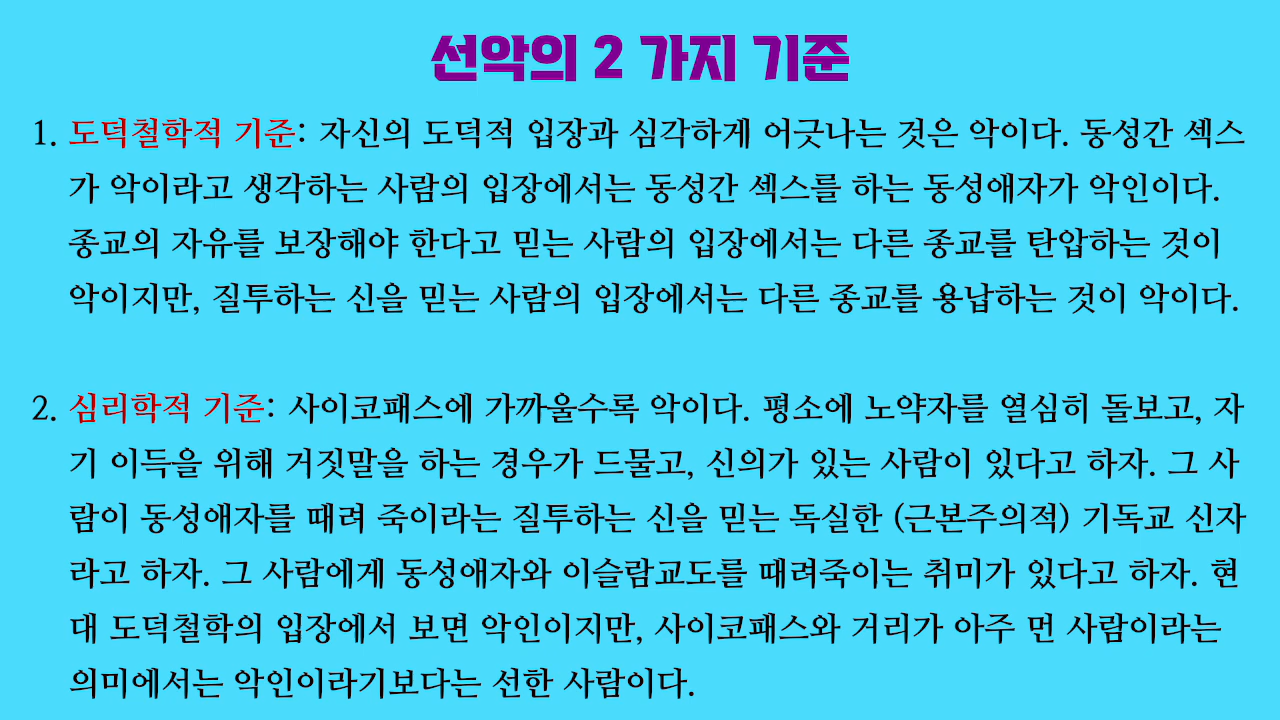 선악의 2 가지 기준
1. 도덕철학적 기준: 자신의 도덕적 입장과 심각하게 어긋나는 것은 악이다. 동성간 섹스
가 악이라고 생각하는 사람의 입장에서는 동성간 섹스를 하는 동성애자가 악인이다.
종교의 자유를 보장해야 한다고 믿는 사람의 입장에서는 다른 종교를 탄압하는 것이
악이지만, 질투하는 신을 믿는 사람의 입장에서는 다른 종교를 용납하는 것이 악이다.
2. 심리학적 기준: 사이코패스에 가까울수록 악이다. 평소에 노약자를 열심히 돌보고, 자
기 이득을 위해 거짓말을 하는 경우가 드물고, 신의가 있는 사람이 있다고 하자. 그 사
람이 동성애자를 때려 죽이라는 질투하는 신을 믿는 독실한 (근본주의적) 기독교 신자
라고 하자. 그 사람에게 동성애자와 이슬람교도를 때려죽이는 취미가 있다고 하자. 현
대 도덕철학의 입장에서 보면 악인이지만, 사이코패스와 거리가 아주 먼 사람이라는
의미에서는 악인이라기보다는 선한 사람이다.